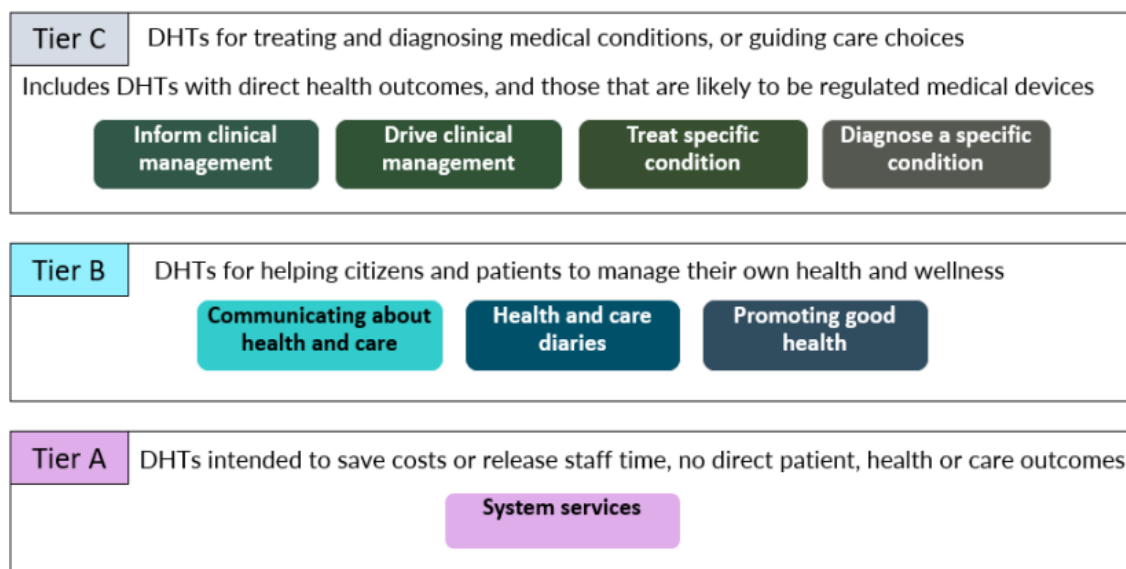 Tier C
DHTs for treating and diagnosing medical conditions, or guiding care choices
Includes DHTs with direct health outcomes, and those that are likely to be regulated medical devices
Inform clinical
management
Drive clinical
management
Treat specific
condition
Diagnose a specific
condition
Tier B
DHTs for helping citizens and patients to manage their own health and wellness
Communicating about
health and care
Health and care
diaries
Promoting good
health
Tier A
DHTs intended to save costs or release staff time, no direct patient, health or care outcomes
System services